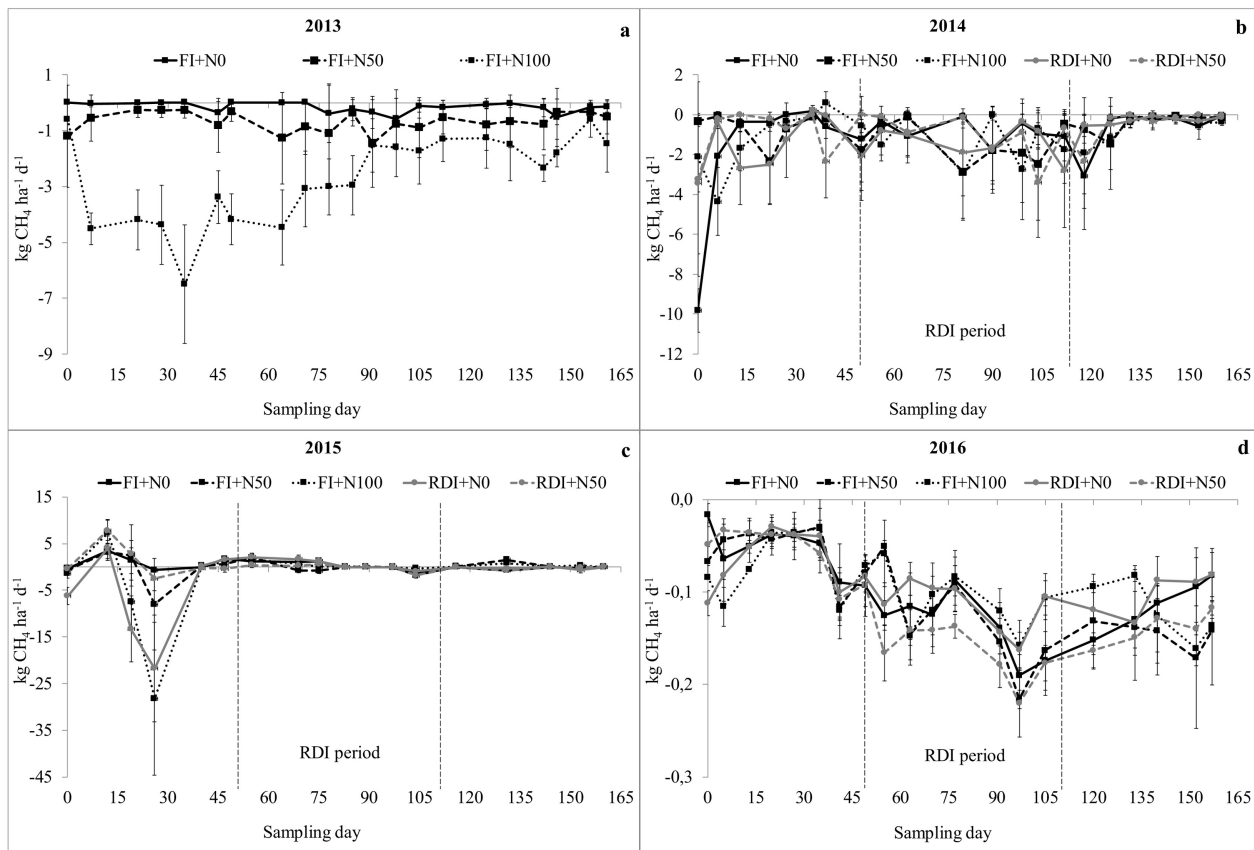 2013
a
FI+N0 FI+N50 FI+N100
kg CH4 ha-1 d-1
1
-1
-3
-5
-7
-9
0 15 30 45 60 75 90 105 120 135 150 165
Sampling day
2014
b
FI+N0 FI+N50 FI+N100 RDI+N0 RDI+N50
kg CH4 ha-1 d-1
2
0
-2
-4
-6
-8
-10
-12
RDI period
0 15 30 45 60 75 90 105 120 135 150 165
Sampling day
2015
c
FI+N0 FI+N50 FI+N100 RDI+N0 RDI+N50
kg CH4 ha-1 d-1
15
5
-5
-15
-25
-35
-45
RDI period
0 15 30 45 60 75 90 105 120 135 150 165
Sampling day
2016
d
FI+N0 FI+N50 FI+N100 RDI+N0 RDI+N50
kg CH4 ha-1 d-1
0,0
-0,1
-0,2
-0,3
RDI period
0 15 30 45 60 75 90 105 120 135 150 165
Sampling day